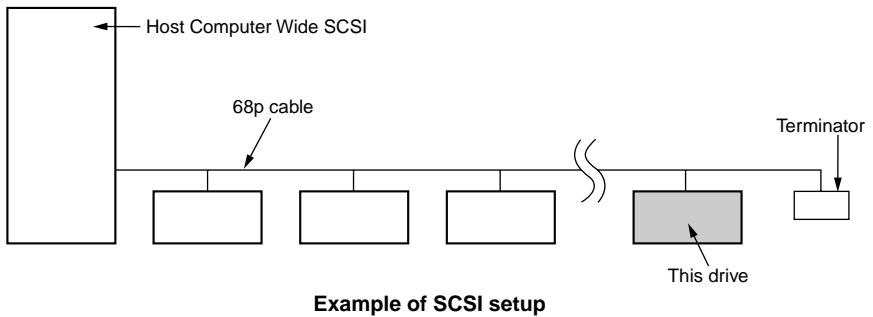 Host Computer Wide SCSI
68p cable
Terminator
This drive
Example of SCSI setup